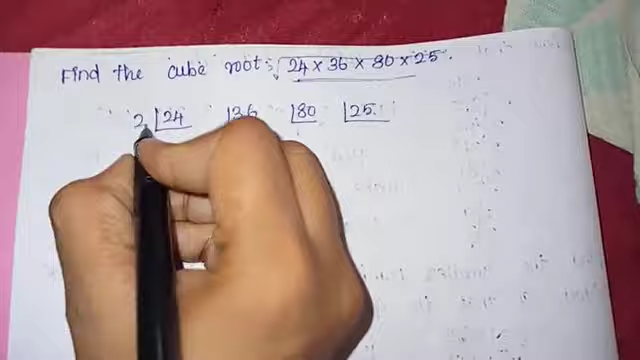 Find the cube root : √24 × 36 × 80 × 25.
2 |24 |36 |80 |25